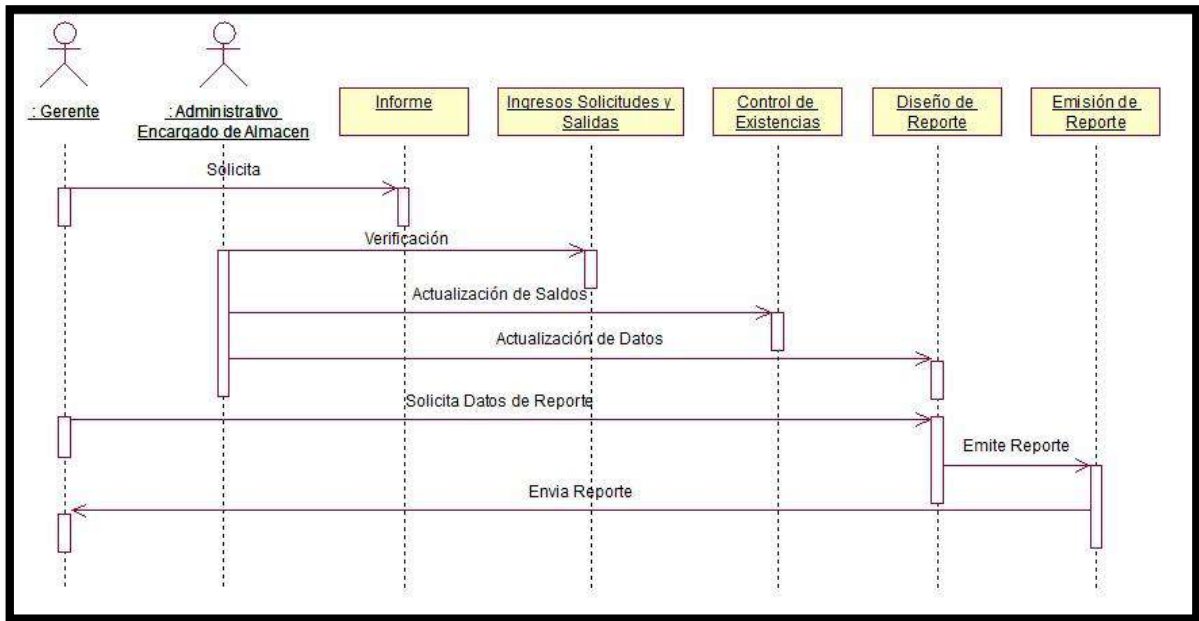 : Gerente
: Administrativo
Encargado de Almacen
Informe
Ingresos Solicitudes y
Salidas
Control de
Existencias
Diseño de
Reporte
Emisión de
Reporte
Solicita
Verificación
Actualización de Saldos
Actualización de Datos
Solicita Datos de Reporte
Emite Reporte
Envia Reporte